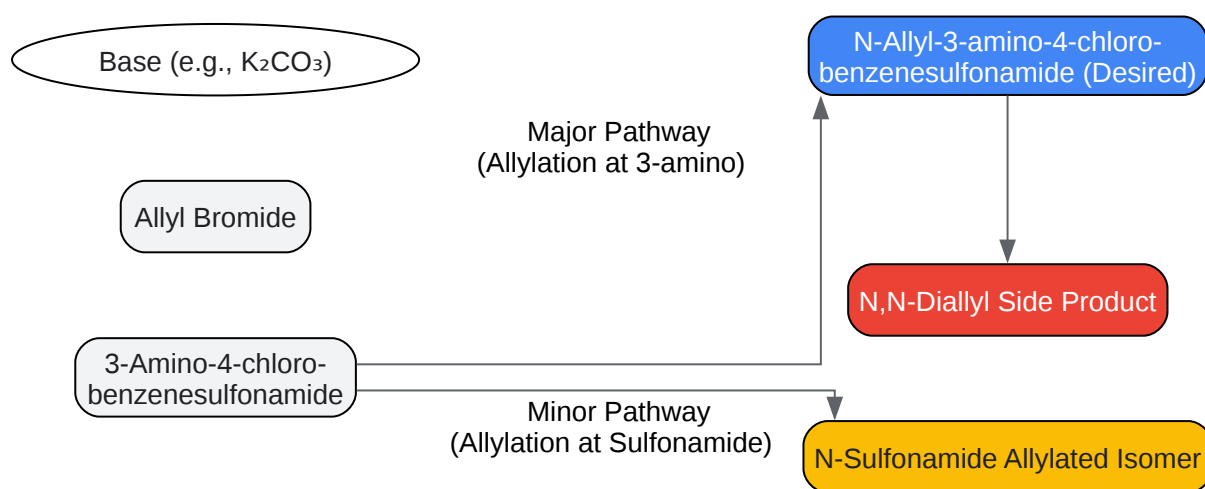 Base (e.g., K₂CO₃)
N-Allyl-3-amino-4-chloro-
benzenesulfonamide (Desired)
Major Pathway
(Allylation at 3-amino)
Allyl Bromide
N,N-Diallyl Side Product
3-Amino-4-chloro-
benzenesulfonamide
Minor Pathway
(Allylation at Sulfonamide)
N-Sulfonamide Allylated Isomer